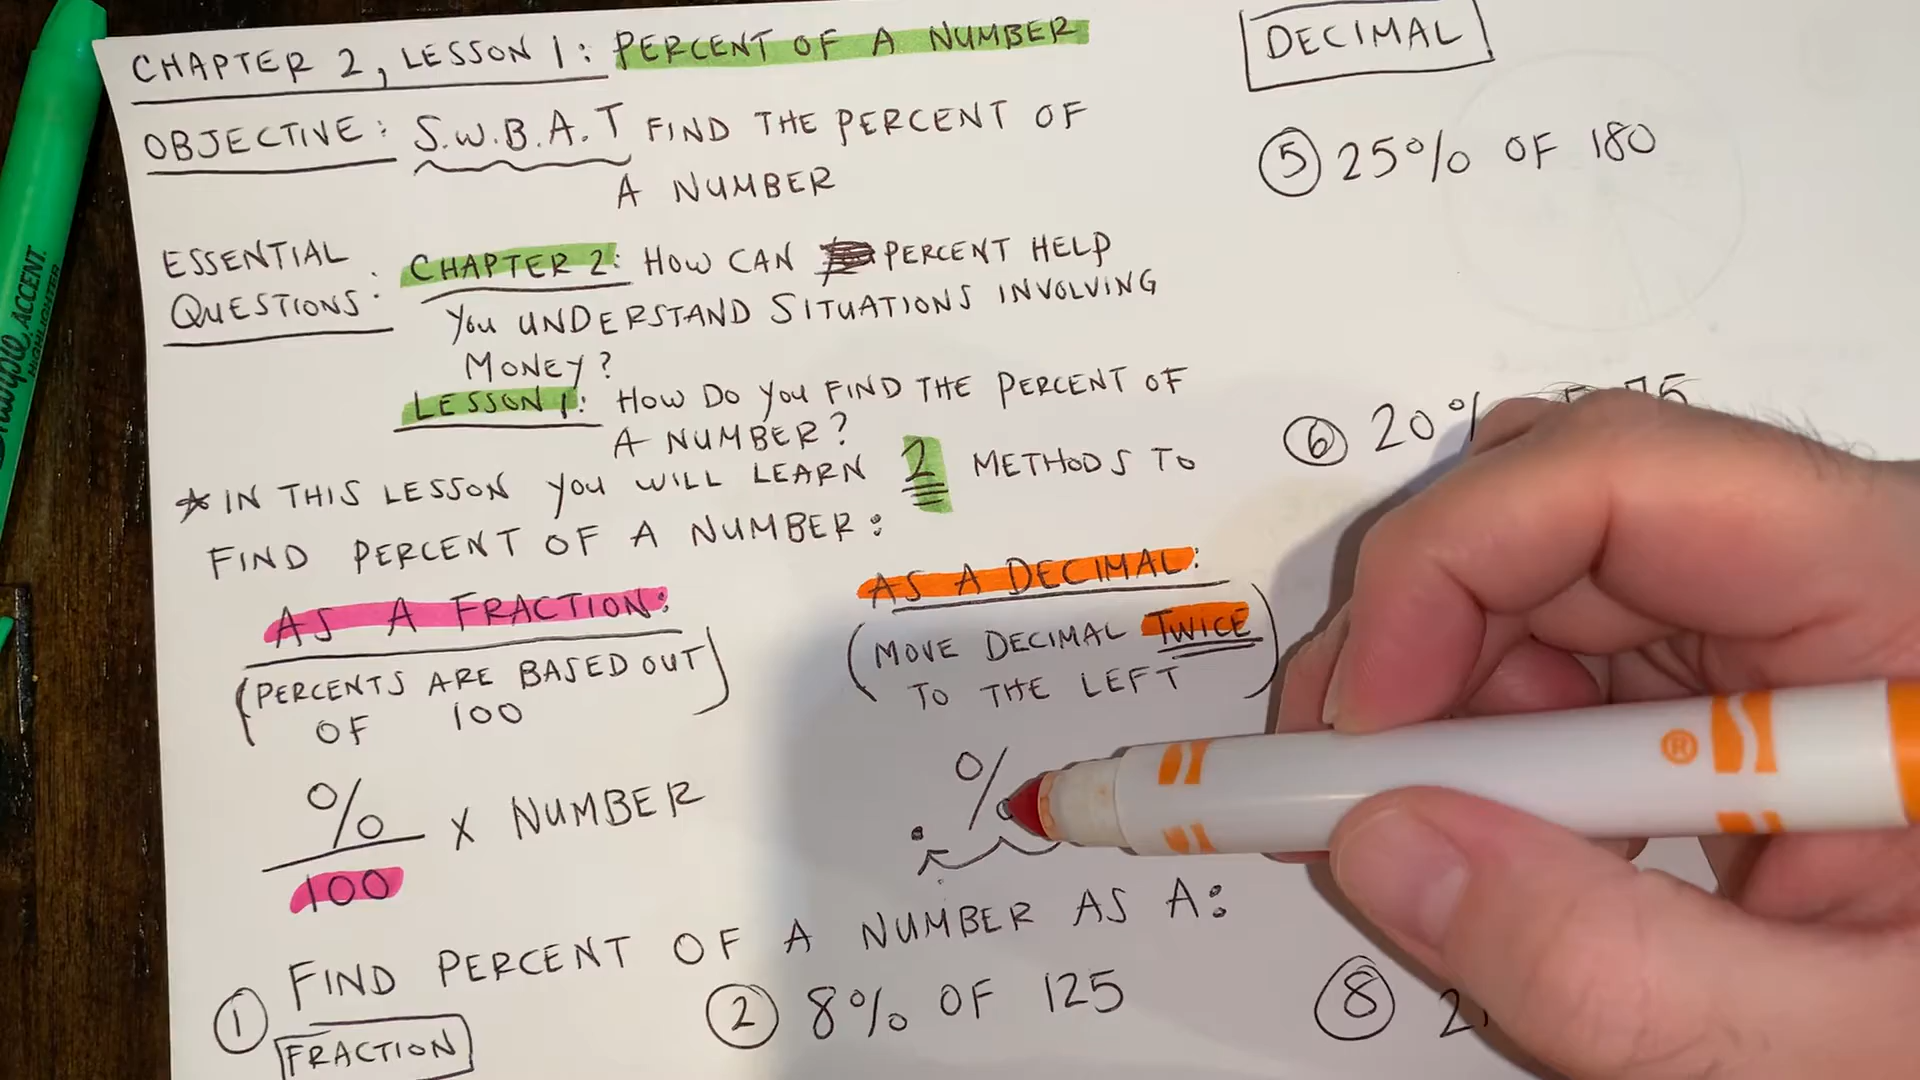 CHAPTER 2, LESSON 1: PERCENT OF A NUMBER
OBJECTIVE: S.W.B.A.T FIND THE PERCENT OF
A NUMBER
ESSENTIAL
QUESTIONS:
CHAPTER 2: HOW CAN PERCENT HELP
YOU UNDERSTAND SITUATIONS INVOLVING
MONEY?
LESSON 1: HOW DO YOU FIND THE PERCENT OF
A NUMBER?
* IN THIS LESSON YOU WILL LEARN 2 METHODS TO
FIND PERCENT OF A NUMBER:
AS A FRACTION:
(PERCENTS ARE BASED OUT
OF 100)
%
100
X NUMBER
AS A DECIMAL:
(MOVE DECIMAL TWICE
TO THE LEFT)
%
FIND PERCENT OF A NUMBER AS A:
① FRACTION
② 8% OF 125
DECIMAL
⑤ 25% OF 180
⑥ 20%
⑧ 2
Sharpie ACCENT
HIGHLIGHTER
®